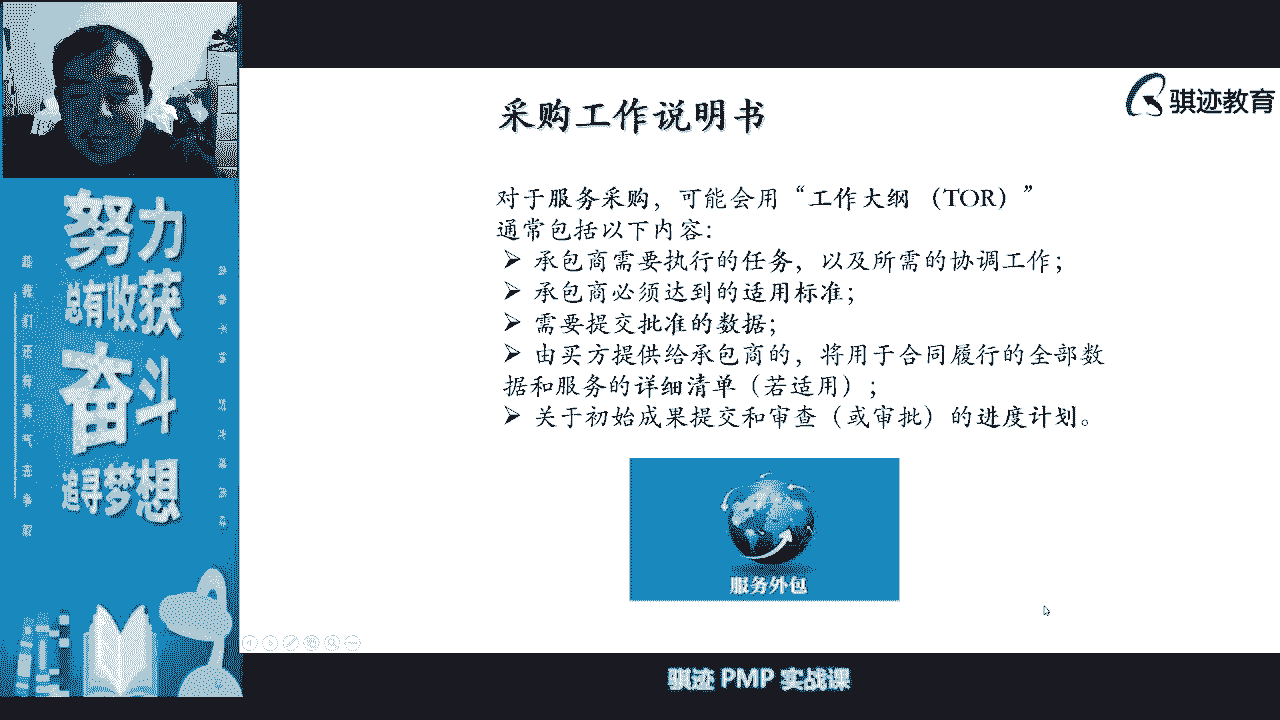 骐迹教育
采购工作说明书
对于服务采购，可能会用“工作大纲 （TOR）”
通常包括以下内容：
➢ 承包商需要执行的任务，以及所需的协调工作；
➢ 承包商必须达到的适用标准；
➢ 需要提交批准的数据；
➢ 由买方提供给承包商的，将用于合同履行的全部数
据和服务的详细清单（若适用）；
➢ 关于初始成果提交和审查（或审批）的进度计划。
服务外包
努力
总有收获
奋斗
追寻梦想
骐迹 PMP 实战课